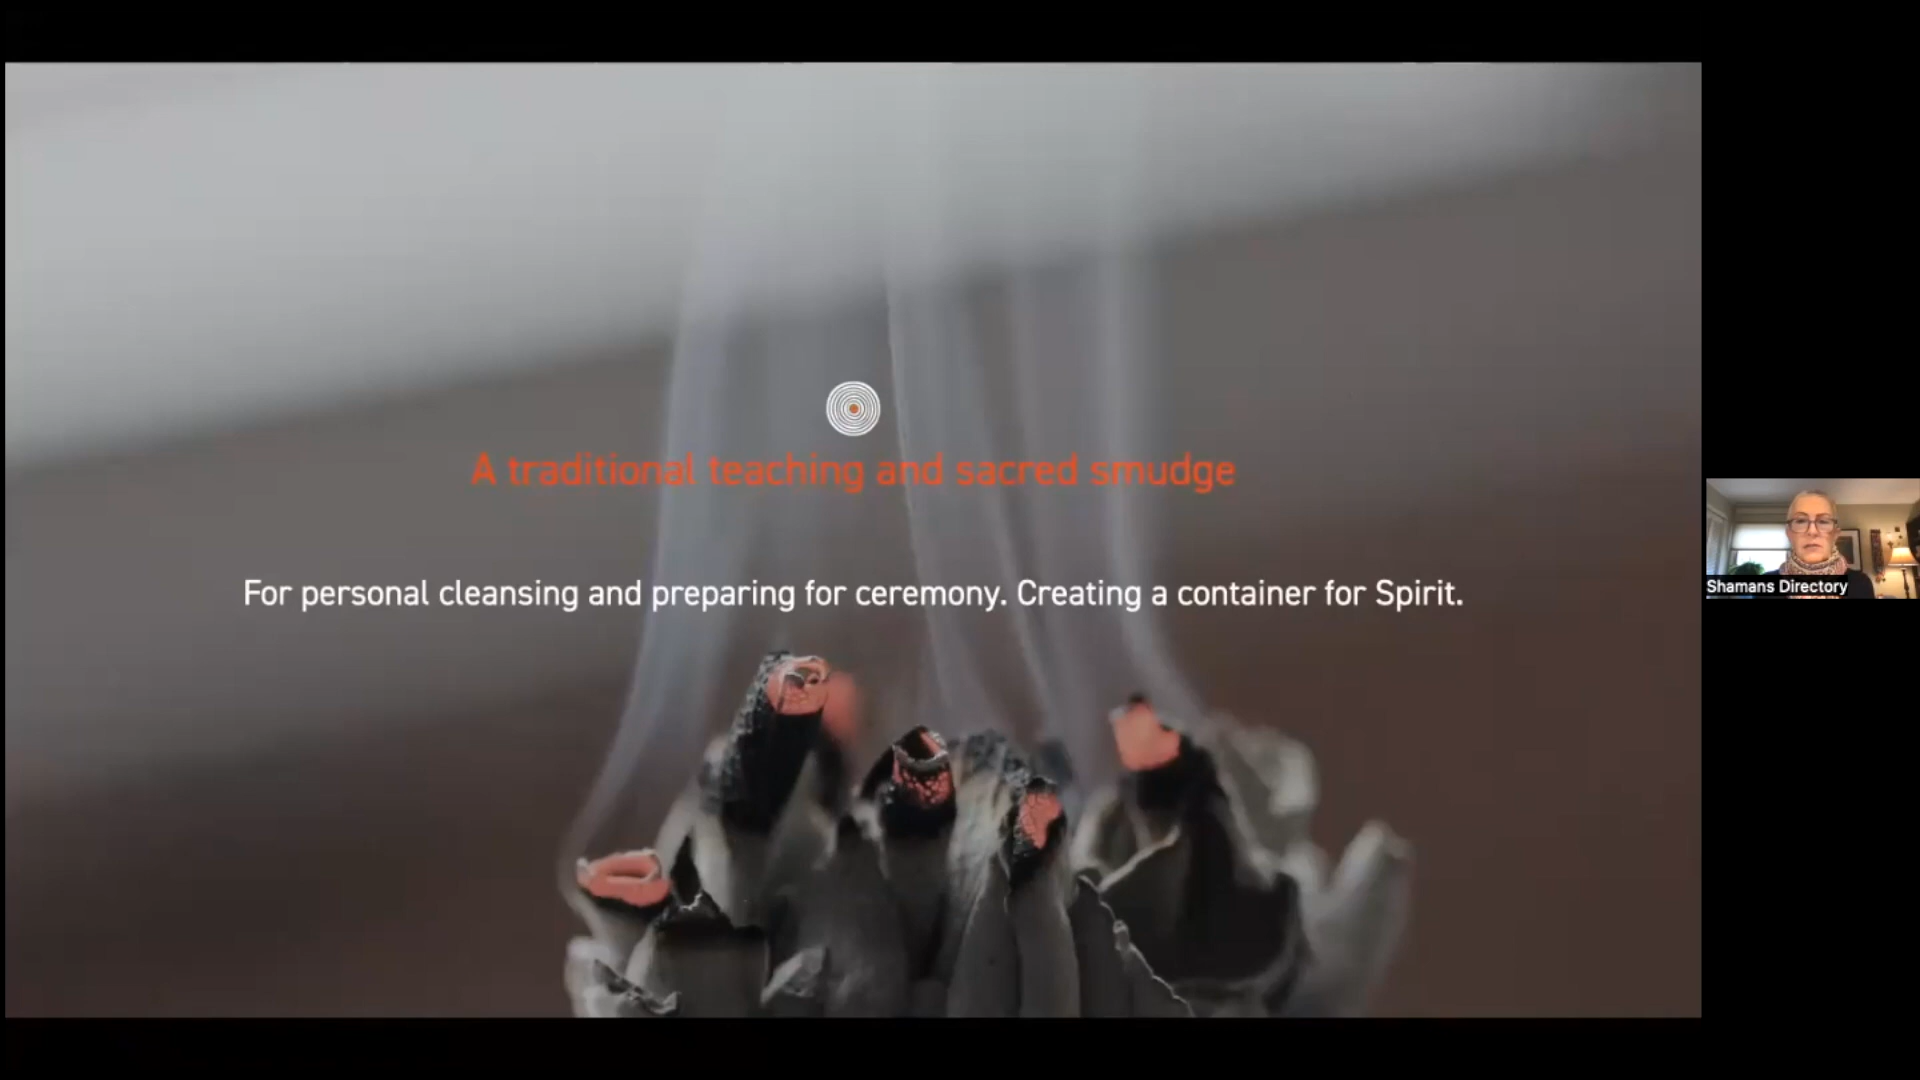 A traditional teaching and sacred smudge
For personal cleansing and preparing for ceremony. Creating a container for Spirit.
Shamans Directory